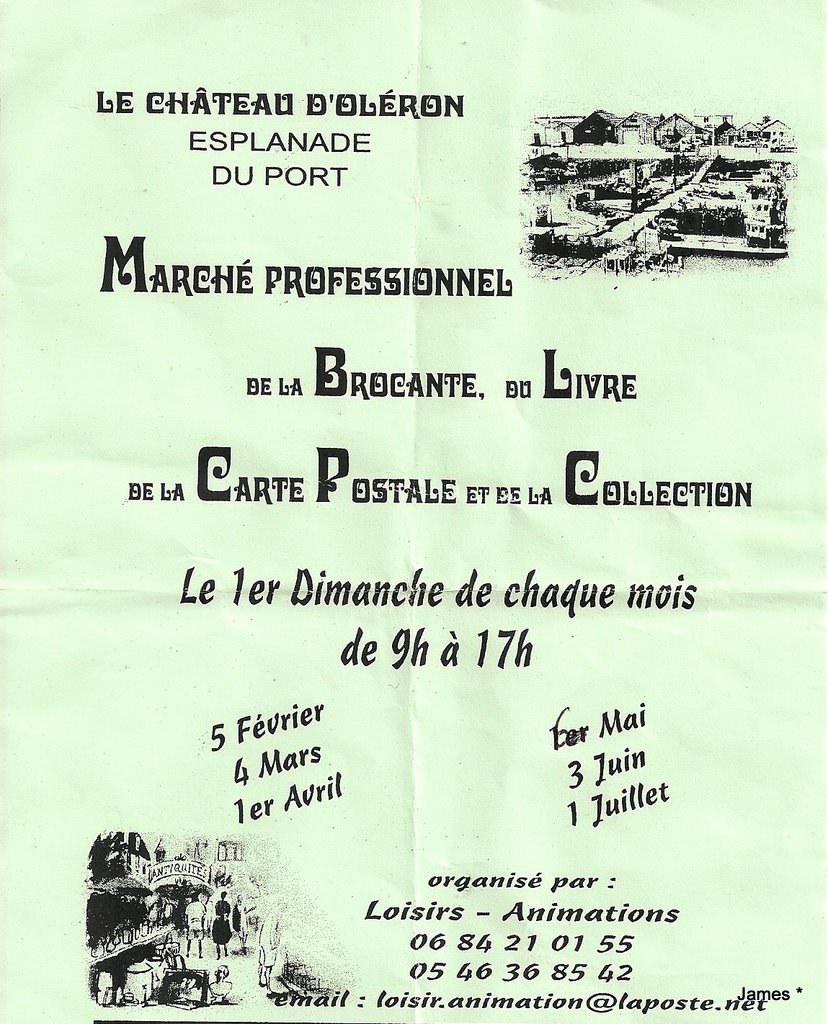 LE CHÂTEAU D'OLÉRON
ESPLANADE
DU PORT
MARCHÉ PROFESSIONNEL
DE LA BROCANTE, DU LIVRE
DE LA CARTE POSTALE ET DE LA COLLECTION
Le 1er Dimanche de chaque mois
de 9h à 17h
5 Février
4 Mars
1er Avril
6er Mai
3 Juin
1 Juillet
ANTIQUITÉS
organisé par :
Loisirs - Animations
06 84 21 01 55
05 46 36 85 42
email : loisir.animation@laposte.net
James *